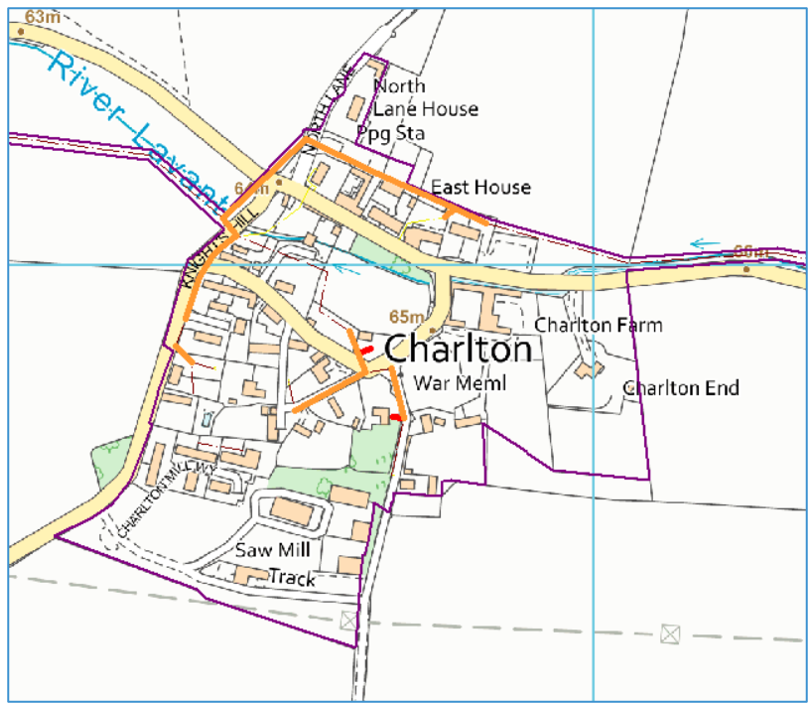 63m
River Lavant
NORTH LANE
North
Lane House
Ppg Sta
64m
East House
KNIGHTS HILL
66m
65m
Charlton Farm
Charlton
War Meml
Charlton End
CHARLTON MILL WY
Saw Mill
Track